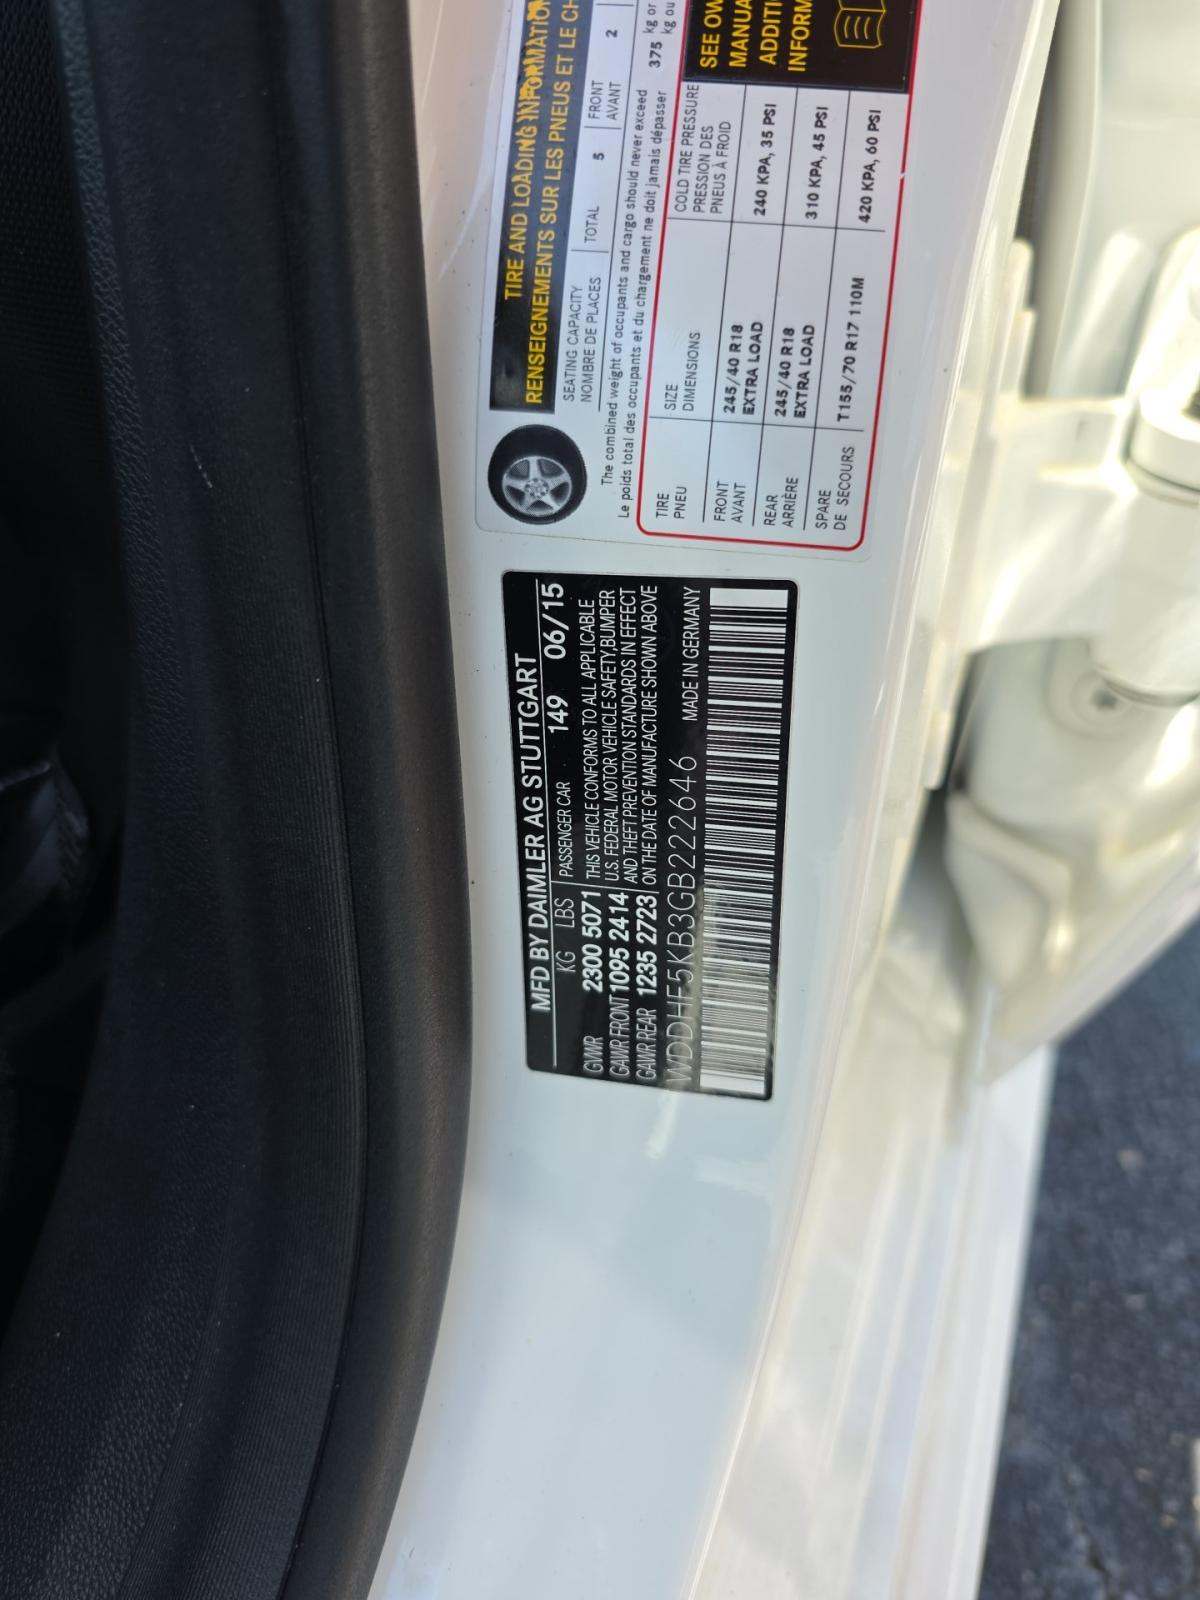 MFD BY DAIMLER AG STUTTGART
KG LBS PASSENGER CAR 149 06/15
GVWR 2300 5071 THIS VEHICLE CONFORMS TO ALL APPLICABLE
U.S. FEDERAL MOTOR VEHICLE SAFETY,BUMPER
GAWR FRONT 1095 2414 AND THEFT PREVENTION STANDARDS IN EFFECT
GAWR REAR 1235 2723 ON THE DATE OF MANUFACTURE SHOWN ABOVE
WDDHF5KB3GB222646 MADE IN GERMANY
TIRE AND LOADING INFORMATION
RENSEIGNEMENTS SUR LES PNEUS ET LE CH
SEATING CAPACITY TOTAL 5 FRONT 2
NOMBRE DE PLACES AVANT
The combined weight of occupants and cargo should never exceed 375 kg or
Le poids total des occupants et du chargement ne doit jamais dépasser kg ou
TIRE SIZE COLD TIRE PRESSURE
PNEU DIMENSIONS PRESSION DES
PNEUS À FROID
FRONT 245/40 R18 240 KPA, 35 PSI
AVANT EXTRA LOAD
REAR 245/40 R18 310 KPA, 45 PSI
ARRIÈRE EXTRA LOAD
SPARE T155/70 R17 110M 420 KPA, 60 PSI
DE SECOURS
SEE OW
MANUA
ADDITI
INFORM